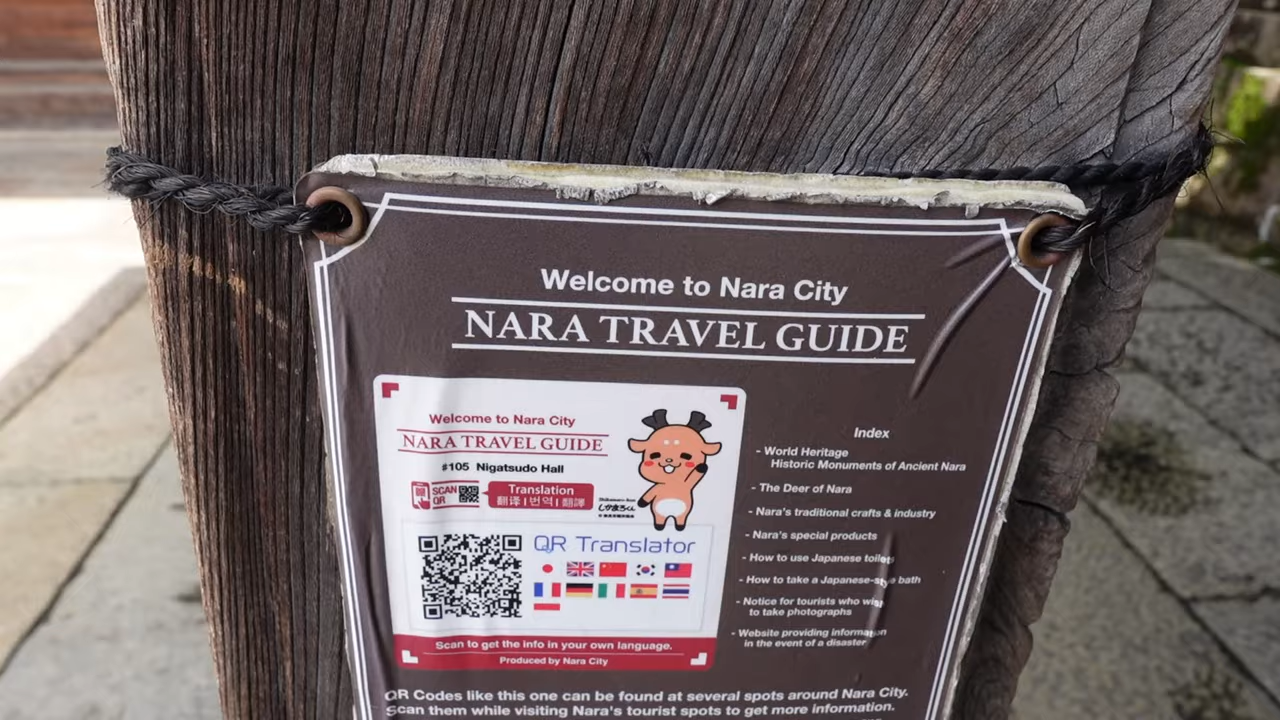 Welcome to Nara City
NARA TRAVEL GUIDE
Welcome to Nara City
NARA TRAVEL GUIDE
#105 Nigatsudo Hall
SCAN QR
Translation
翻译 | 번역 | 翻譯
しかまろくん
QR Translator
Scan to get the info in your own language.
Produced by Nara City
Index
- World Heritage
Historic Monuments of Ancient Nara
- The Deer of Nara
- Nara's traditional crafts & industry
- Nara's special products
- How to use Japanese toilets
- How to take a Japanese-style bath
- Notice for tourists who wish
to take photographs
- Website providing information
in the event of a disaster
QR Codes like this one can be found at several spots around Nara City.
Scan them while visiting Nara's tourist spots to get more information.